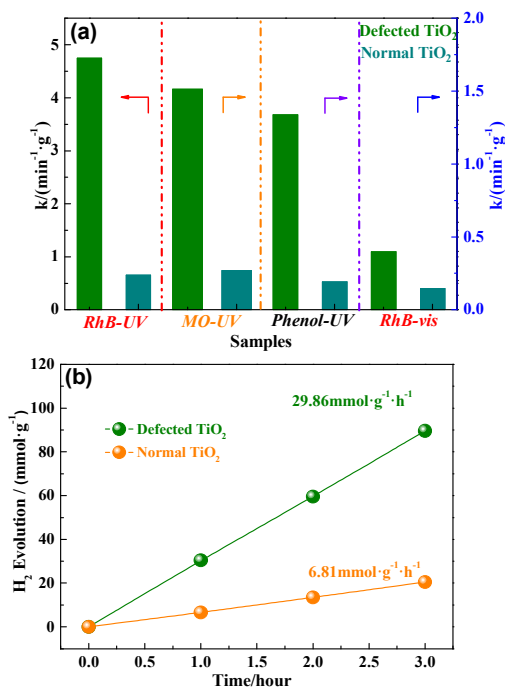 (a)
Defected TiO₂
Normal TiO₂
k/(min⁻¹·g⁻¹)
5
4
3
2
1
0
k/(min⁻¹·g⁻¹)
2.0
1.5
1.0
0.5
0.0
RhB-UV MO-UV Phenol-UV RhB-vis
Samples
(b)
H₂ Evolution / (mmol·g⁻¹)
120
100
80
60
40
20
0
29.86mmol·g⁻¹·h⁻¹
Defected TiO₂
Normal TiO₂
6.81mmol·g⁻¹·h⁻¹
0.0 0.5 1.0 1.5 2.0 2.5 3.0
Time/hour